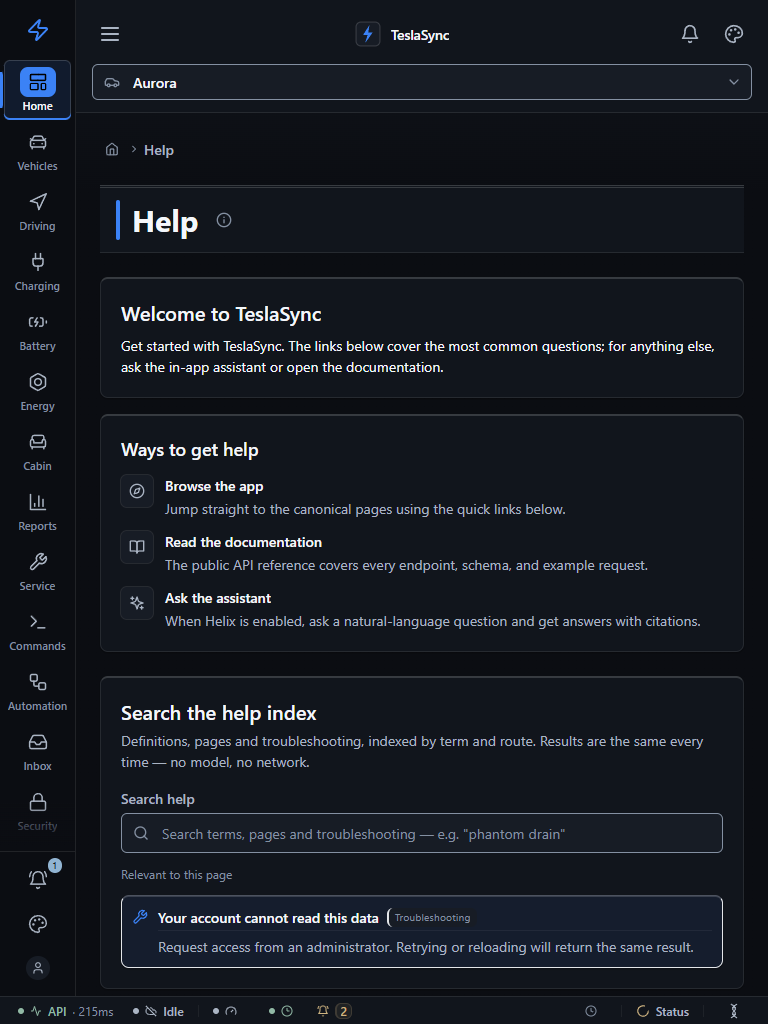 TeslaSync
Aurora
Home
Vehicles
Driving
Charging
Battery
Energy
Cabin
Reports
Service
Commands
Automation
Inbox
Security
1
Help
Help
Welcome to TeslaSync
Get started with TeslaSync. The links below cover the most common questions; for anything else,
ask the in-app assistant or open the documentation.
Ways to get help
Browse the app
Jump straight to the canonical pages using the quick links below.
Read the documentation
The public API reference covers every endpoint, schema, and example request.
Ask the assistant
When Helix is enabled, ask a natural-language question and get answers with citations.
Search the help index
Definitions, pages and troubleshooting, indexed by term and route. Results are the same every
time — no model, no network.
Search help
Search terms, pages and troubleshooting — e.g. "phantom drain"
Relevant to this page
Your account cannot read this data Troubleshooting
Request access from an administrator. Retrying or reloading will return the same result.
API · 215ms Idle 2 Status